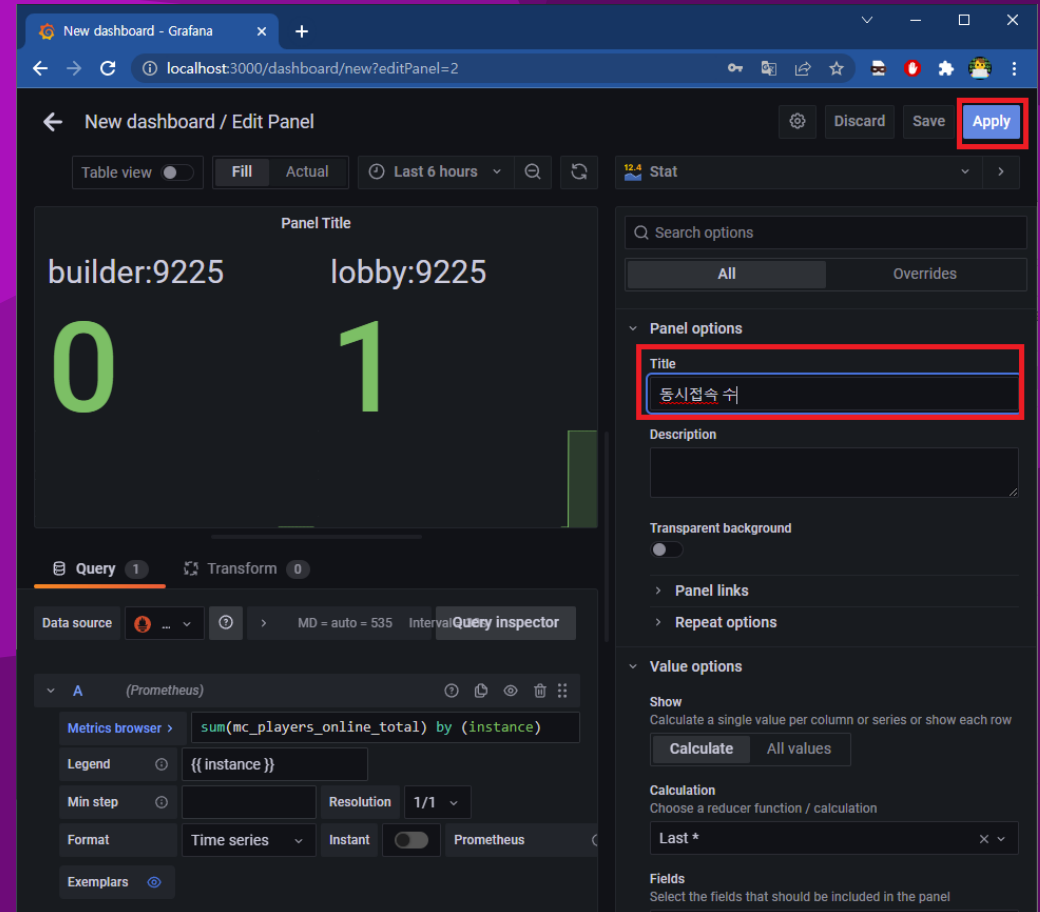 New dashboard - Grafana
localhost:3000/dashboard/new?editPanel=2
New dashboard / Edit Panel
Discard
Save
Apply
Table view
Fill
Actual
Last 6 hours
12.4
Stat
Panel Title
builder:9225
lobby:9225
0
1
Search options
All
Overrides
Panel options
Title
동시접속 수
Description
Transparent background
Panel links
Repeat options
Query 1
Transform 0
Data source
...
MD = auto = 535
Interval
Query inspector
A
(Prometheus)
Metrics browser >
sum(mc_players_online_total) by (instance)
Legend
{{ instance }}
Min step
Resolution
1/1
Format
Time series
Instant
Prometheus
Exemplars
Value options
Show
Calculate a single value per column or series or show each row
Calculate
All values
Calculation
Choose a reducer function / calculation
Last *
Fields
Select the fields that should be included in the panel